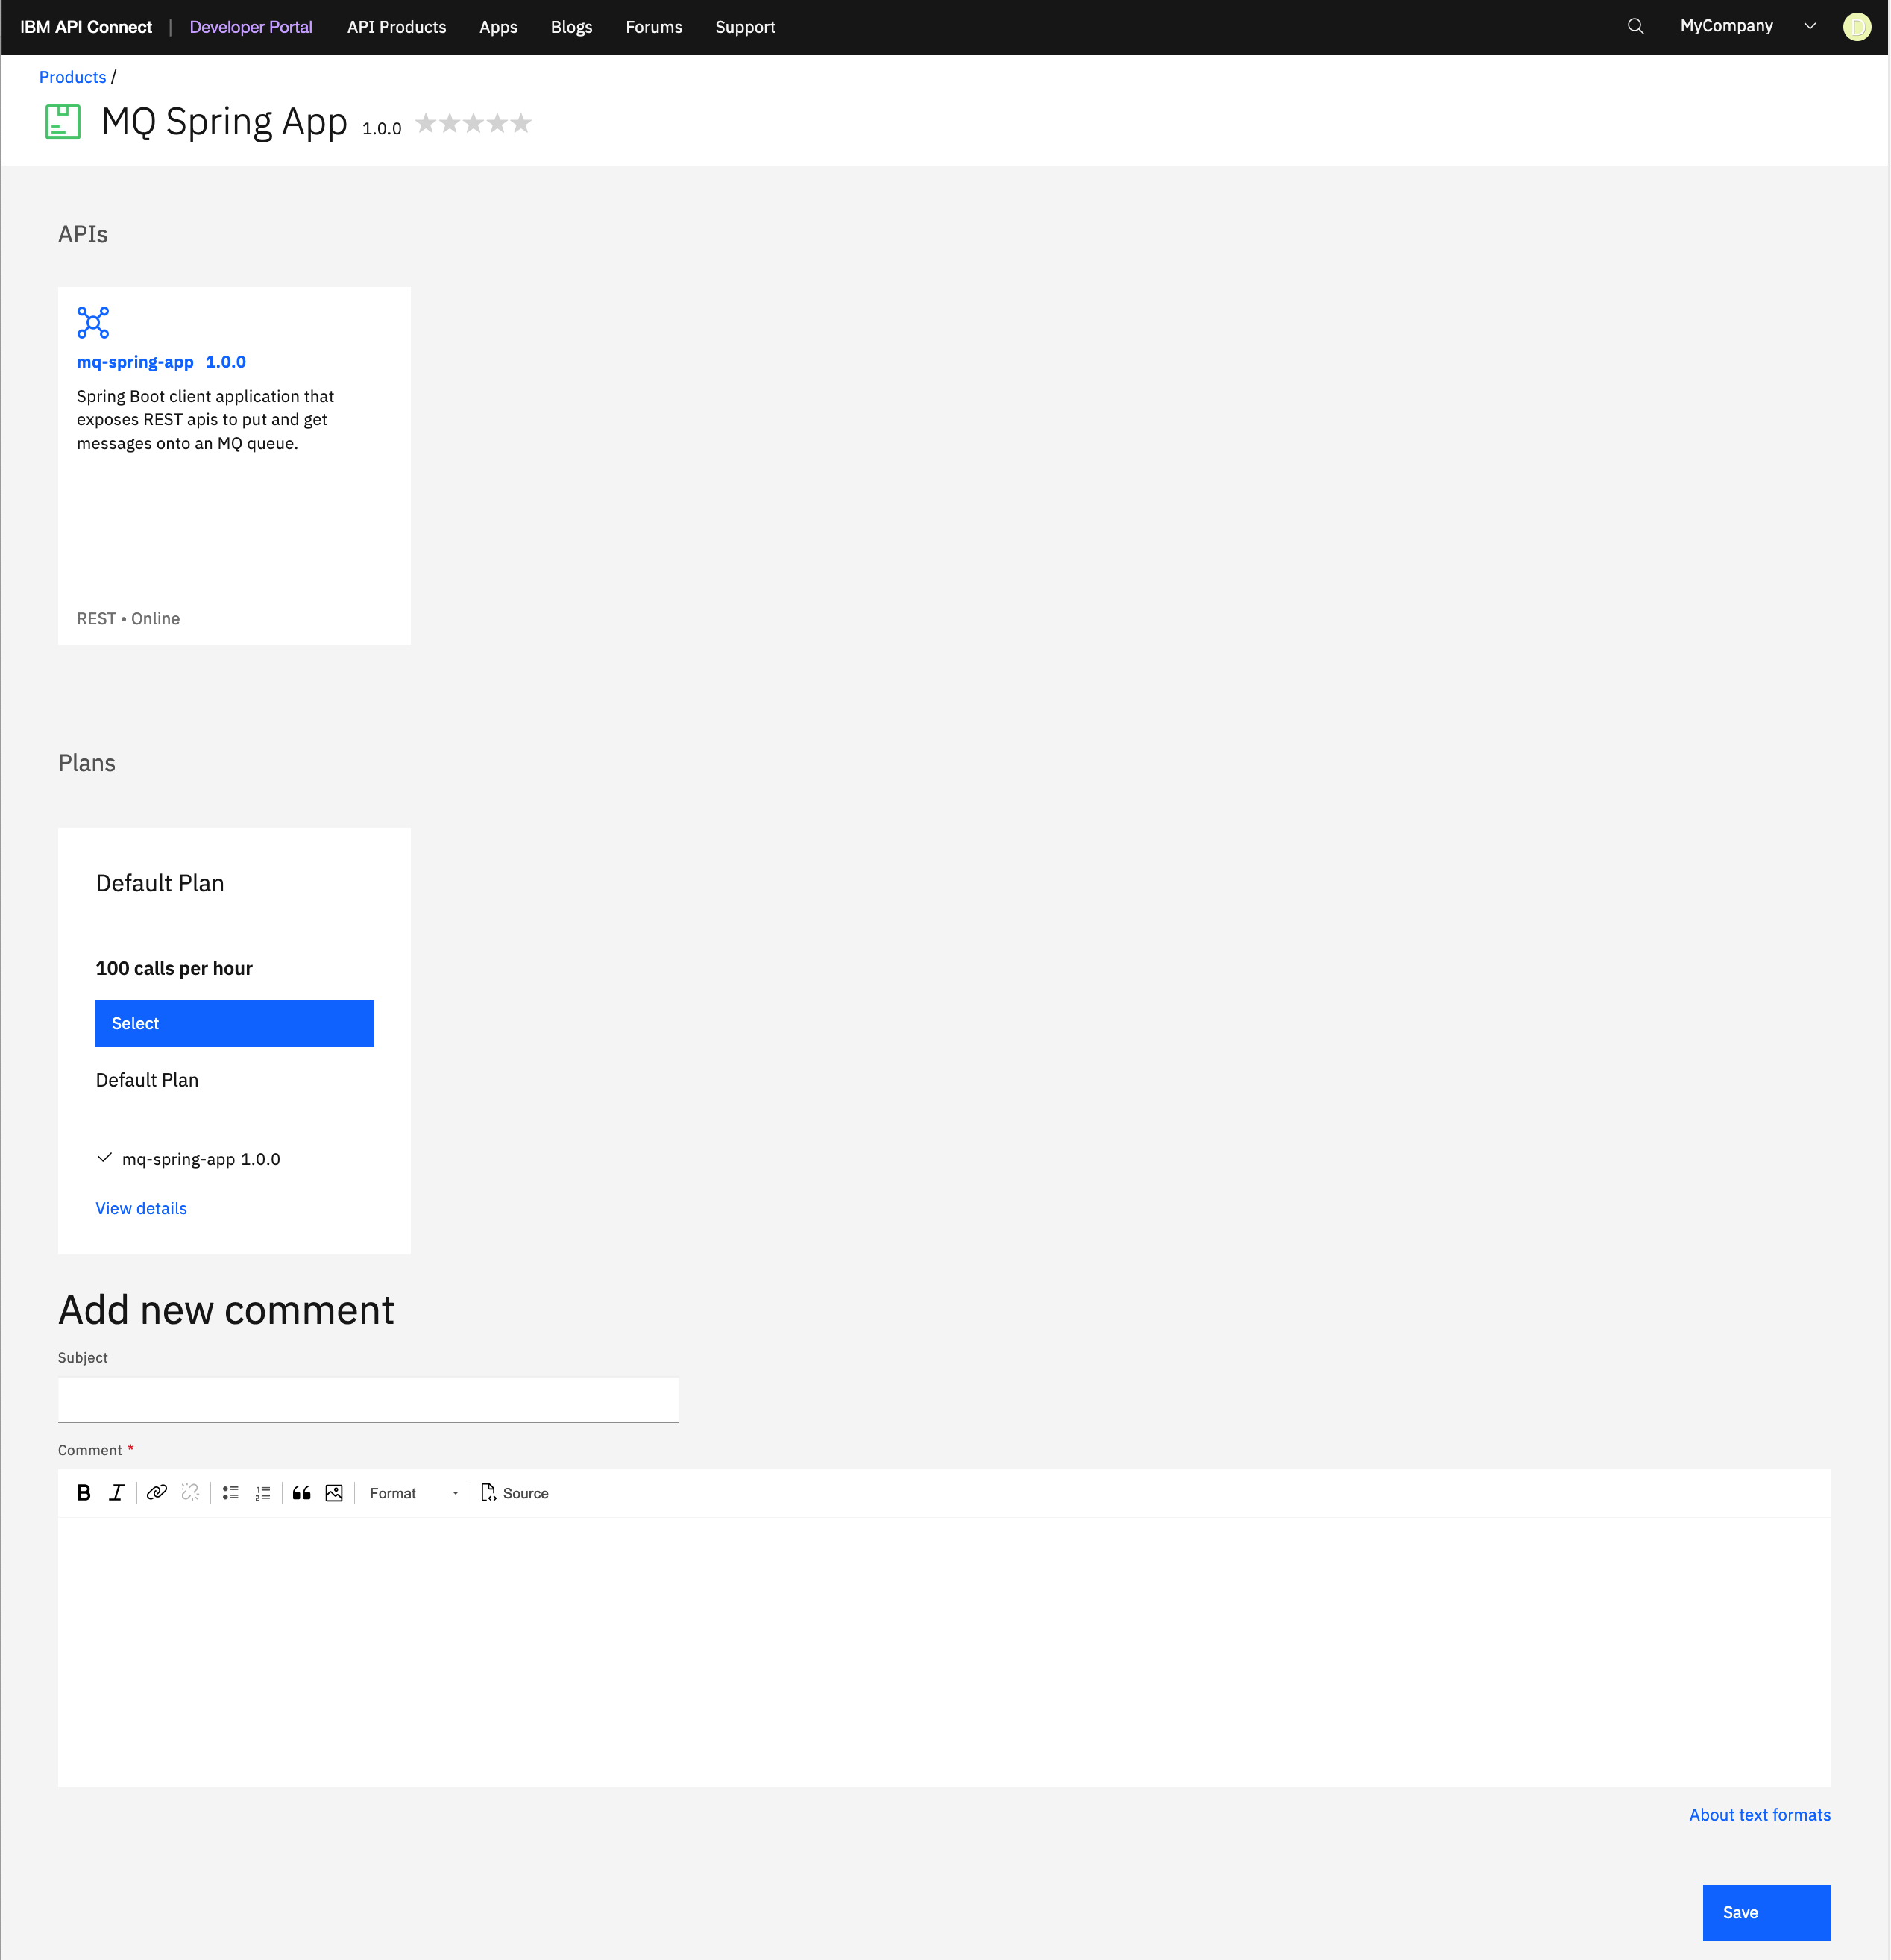 IBM API Connect | Developer Portal API Products Apps Blogs Forums Support MyCompany D
Products /
MQ Spring App 1.0.0
APIs
mq-spring-app 1.0.0
Spring Boot client application that
exposes REST apis to put and get
messages onto an MQ queue.
REST • Online
Plans
Default Plan
100 calls per hour
Select
Default Plan
mq-spring-app 1.0.0
View details
Add new comment
Subject
Comment *
B I Format Source
About text formats
Save